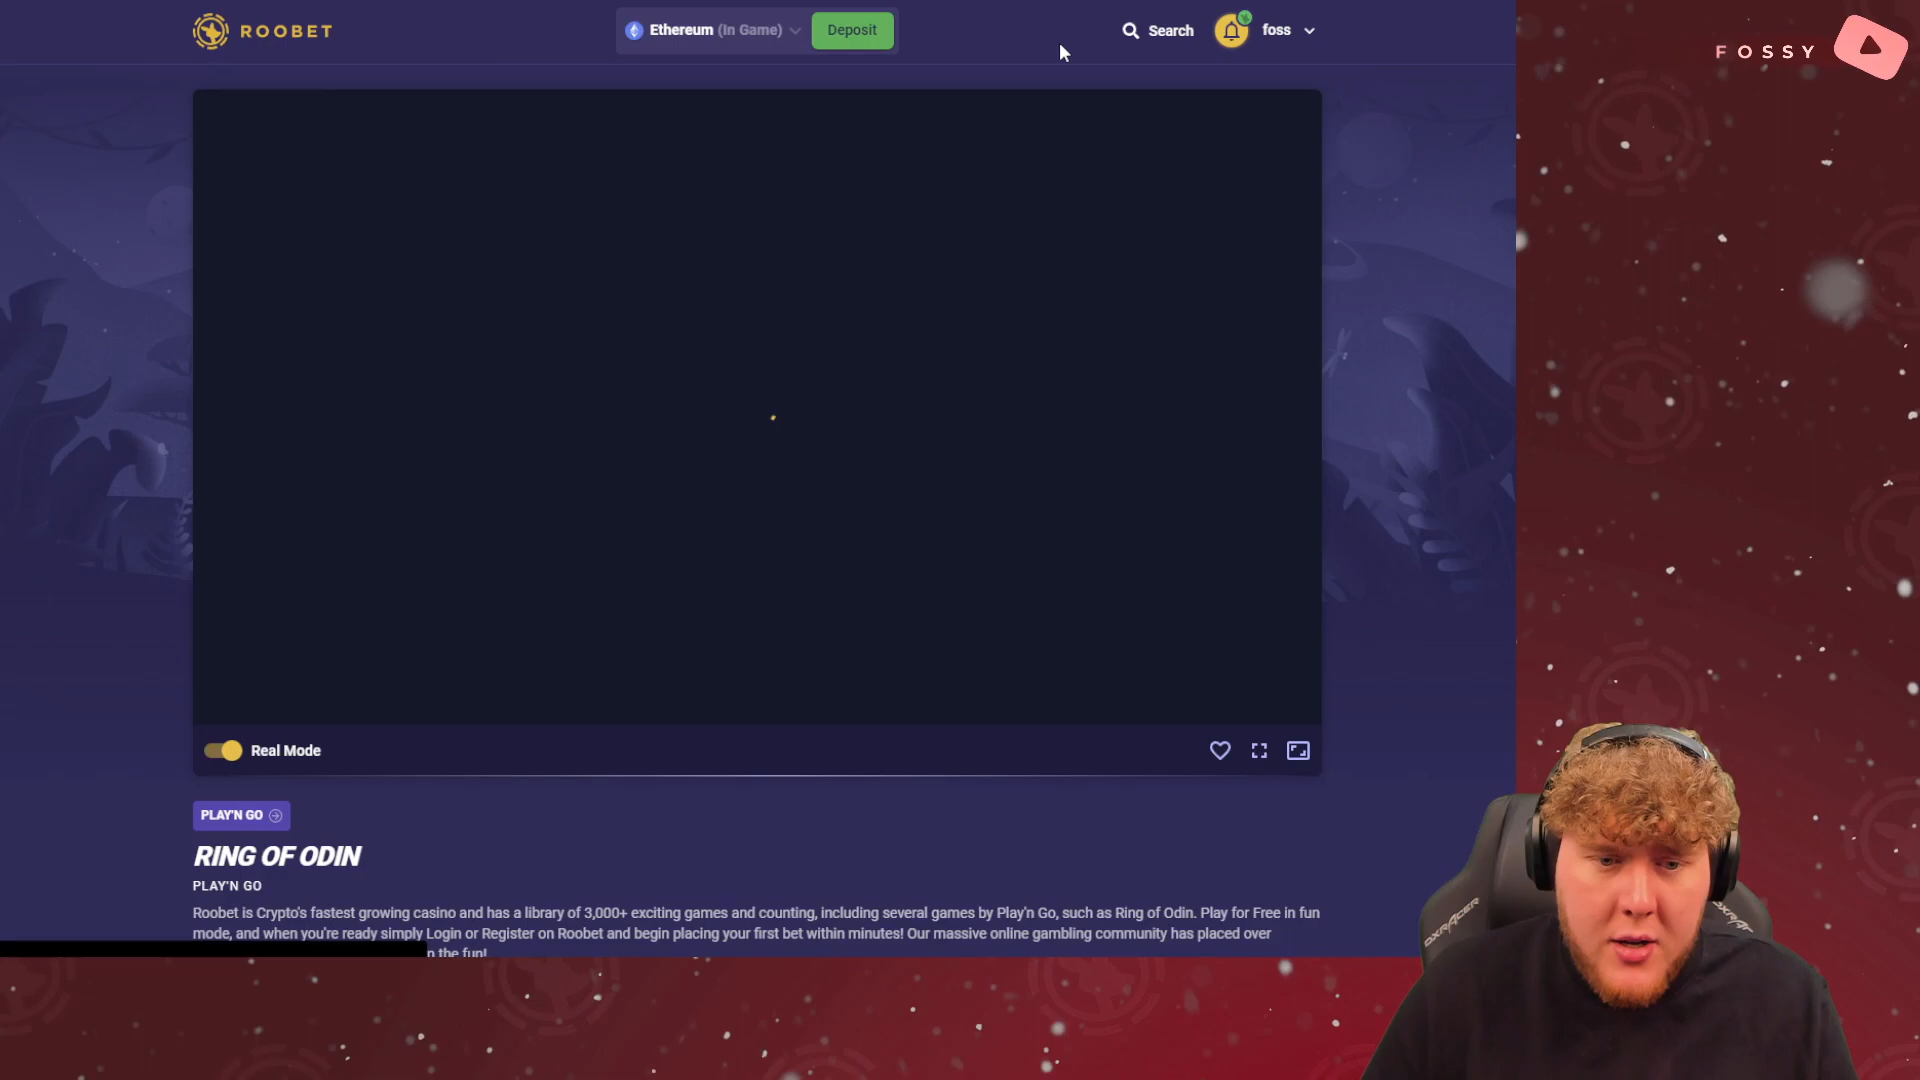 ROOBET
Ethereum (In Game)
Deposit
Search
foss
FOSSY
Real Mode
PLAY'N GO
RING OF ODIN
PLAY'N GO
Roobet is Crypto's fastest growing casino and has a library of 3,000+ exciting games and counting, including several games by Play'n Go, such as Ring of Odin. Play for Free in fun
mode, and when you're ready simply Login or Register on Roobet and begin placing your first bet within minutes! Our massive online gambling community has placed over
the fun!
DXRACER